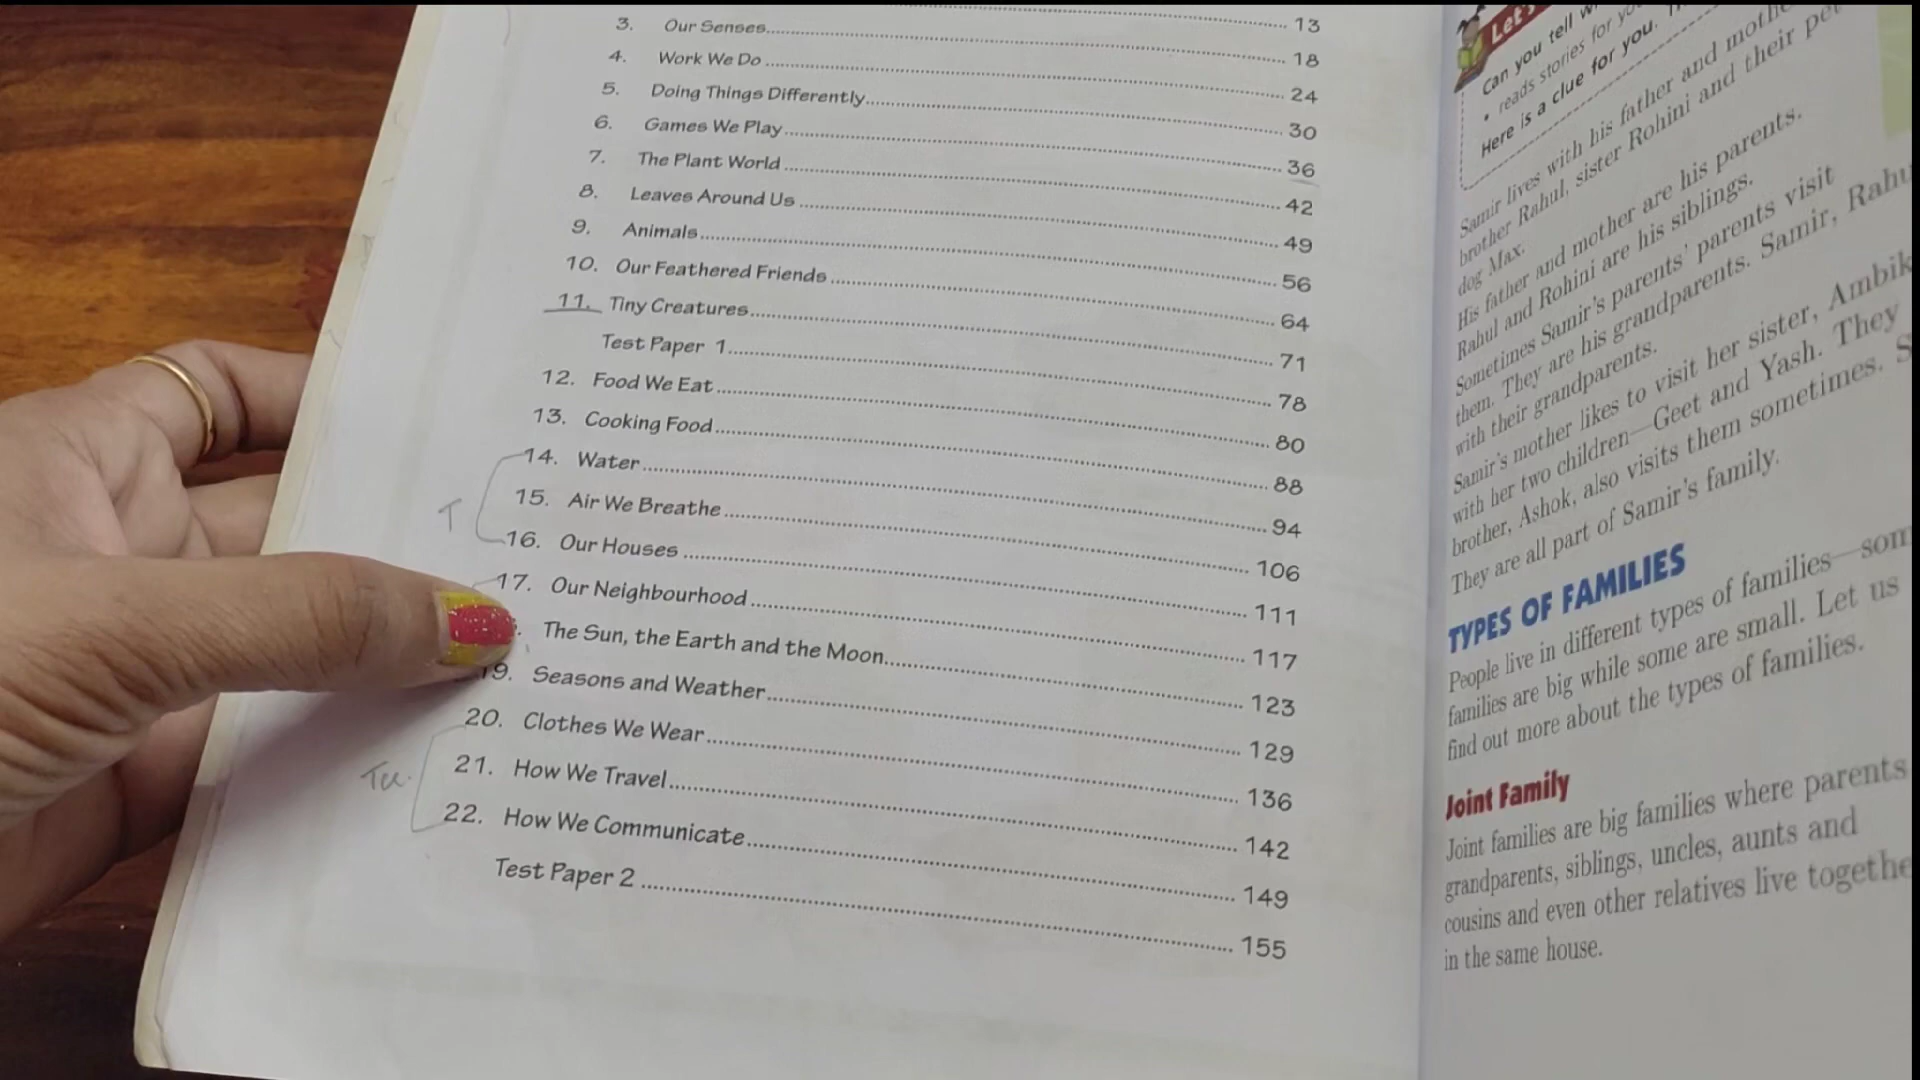 13
3. Our Senses 18
4. Work We Do 24
5. Doing Things Differently 30
6. Games We Play 36
7. The Plant World 42
8. Leaves Around Us 49
9. Animals 56
10. Our Feathered Friends 64
11. Tiny Creatures 71
Test Paper 1 78
12. Food We Eat 80
13. Cooking Food 88
14. Water 94
15. Air We Breathe 106
T
16. Our Houses 111
17. Our Neighbourhood 117
The Sun, the Earth and the Moon 123
19. Seasons and Weather 129
20. Clothes We Wear 136
21. How We Travel 142
Tu.
22. How We Communicate 149
Test Paper 2 155
Let's
Can you tell
• reads stories for
Here is a clue for you.
Samir lives with his father and
brother Rahul, sister Rohini and their
dog Max.
His father and mother are his parents.
Rahul and Rohini are his siblings.
Sometimes Samir's parents' parents visit
them. They are his grandparents. Samir,
with their grandparents.
Samir's mother likes to visit her sister,
with her two children—Geet and Yash. They
brother, Ashok, also visits them sometimes.
They are all part of Samir's family.
TYPES OF FAMILIES
People live in different types of families—
families are big while some are small. Let us
find out more about the types of families.
Joint Family
Joint families are big families where parents
grandparents, siblings, uncles, aunts and
cousins and even other relatives live
in the same house.